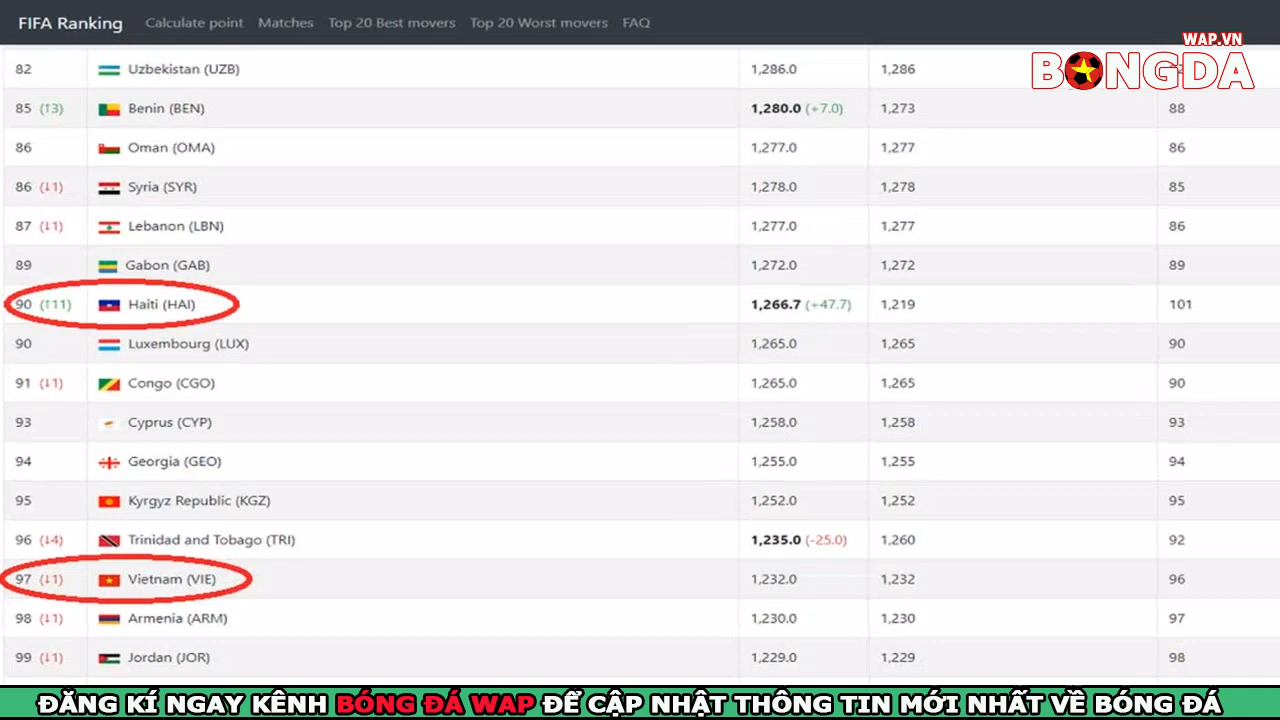 FIFA Ranking Calculate point Matches Top 20 Best movers Top 20 Worst movers FAQ
WAP.VN
BONGDA
82 Uzbekistan (UZB) 1,286.0 1,286
85 (↑3) Benin (BEN) 1,280.0 (+7.0) 1,273 88
86 Oman (OMA) 1,277.0 1,277 86
86 (↓1) Syria (SYR) 1,278.0 1,278 85
87 (↓1) Lebanon (LBN) 1,277.0 1,277 86
89 Gabon (GAB) 1,272.0 1,272 89
90 (↑11) Haiti (HAI) 1,266.7 (+47.7) 1,219 101
90 Luxembourg (LUX) 1,265.0 1,265 90
91 (↓1) Congo (CGO) 1,265.0 1,265 90
93 Cyprus (CYP) 1,258.0 1,258 93
94 Georgia (GEO) 1,255.0 1,255 94
95 Kyrgyz Republic (KGZ) 1,252.0 1,252 95
96 (↓4) Trinidad and Tobago (TRI) 1,235.0 (-25.0) 1,260 92
97 (↓1) Vietnam (VIE) 1,232.0 1,232 96
98 (↓1) Armenia (ARM) 1,230.0 1,230 97
99 (↓1) Jordan (JOR) 1,229.0 1,229 98
ĐĂNG KÍ NGAY KÊNH BÓNG ĐÁ WAP ĐỂ CẬP NHẬT THÔNG TIN MỚI NHẤT VỀ BÓNG ĐÁ